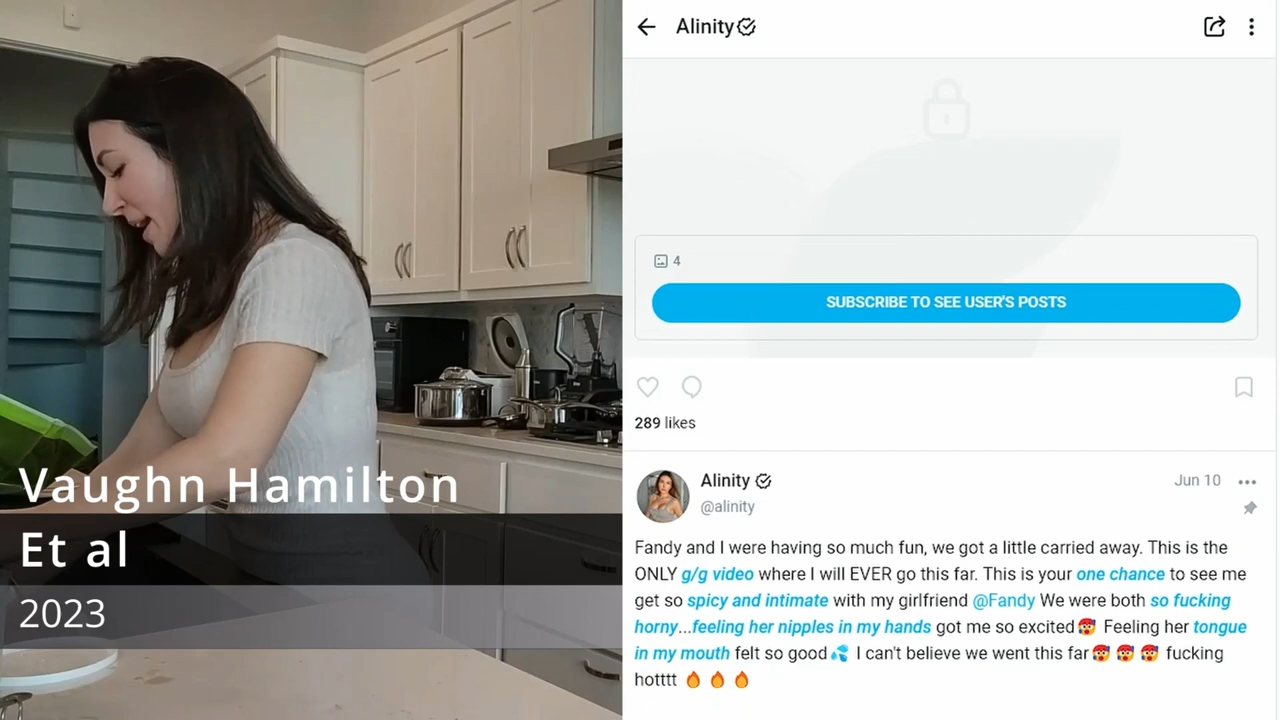 Vaughn Hamilton
Et al
2023
Alinity
4
SUBSCRIBE TO SEE USER'S POSTS
289 likes
Alinity
Jun 10
@alinity
Fandy and I were having so much fun, we got a little carried away. This is the
ONLY g/g video where I will EVER go this far. This is your one chance to see me
get so spicy and intimate with my girlfriend @Fandy We were both so fucking
horny...feeling her nipples in my hands got me so excited🥵 Feeling her tongue
in my mouth felt so good💦 I can't believe we went this far🥵 🥵 🥵 fucking
hotttt 🔥 🔥 🔥